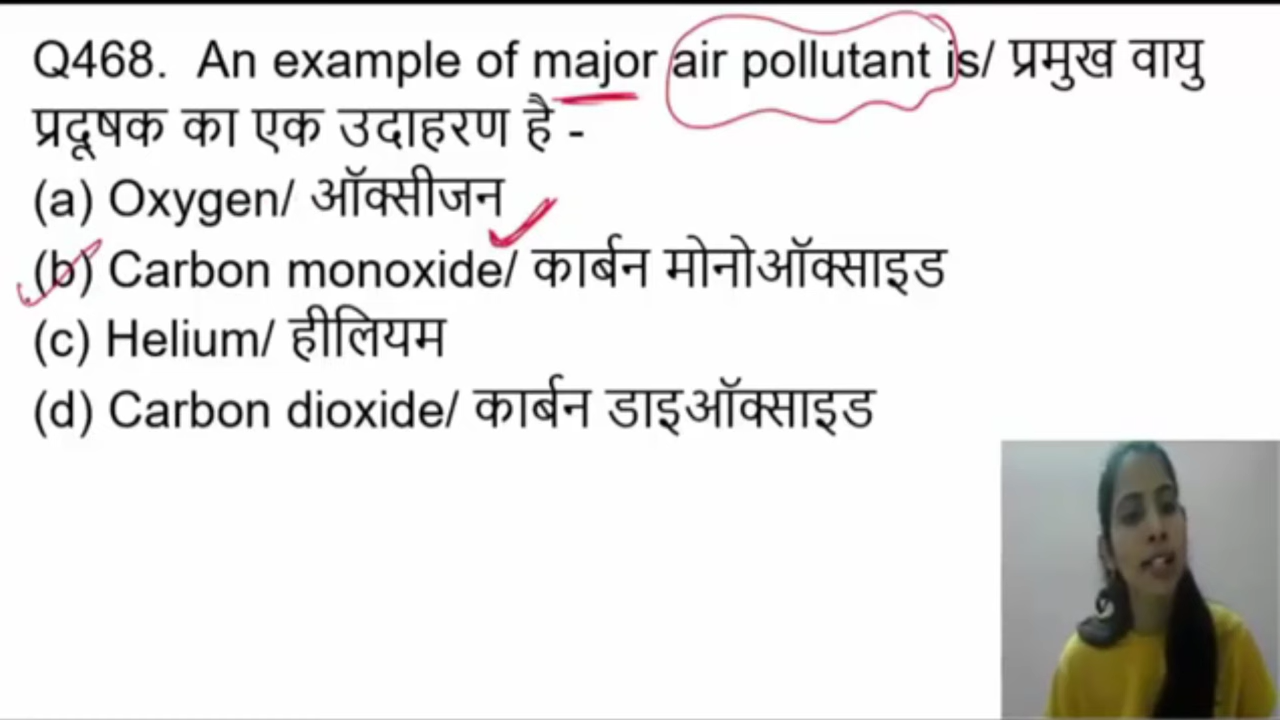 Q468. An example of major air pollutant is/ प्रमुख वायु
प्रदूषक का एक उदाहरण है -
(a) Oxygen/ ऑक्सीजन
(b) Carbon monoxide/ कार्बन मोनोऑक्साइड
(c) Helium/ हीलियम
(d) Carbon dioxide/ कार्बन डाइऑक्साइड